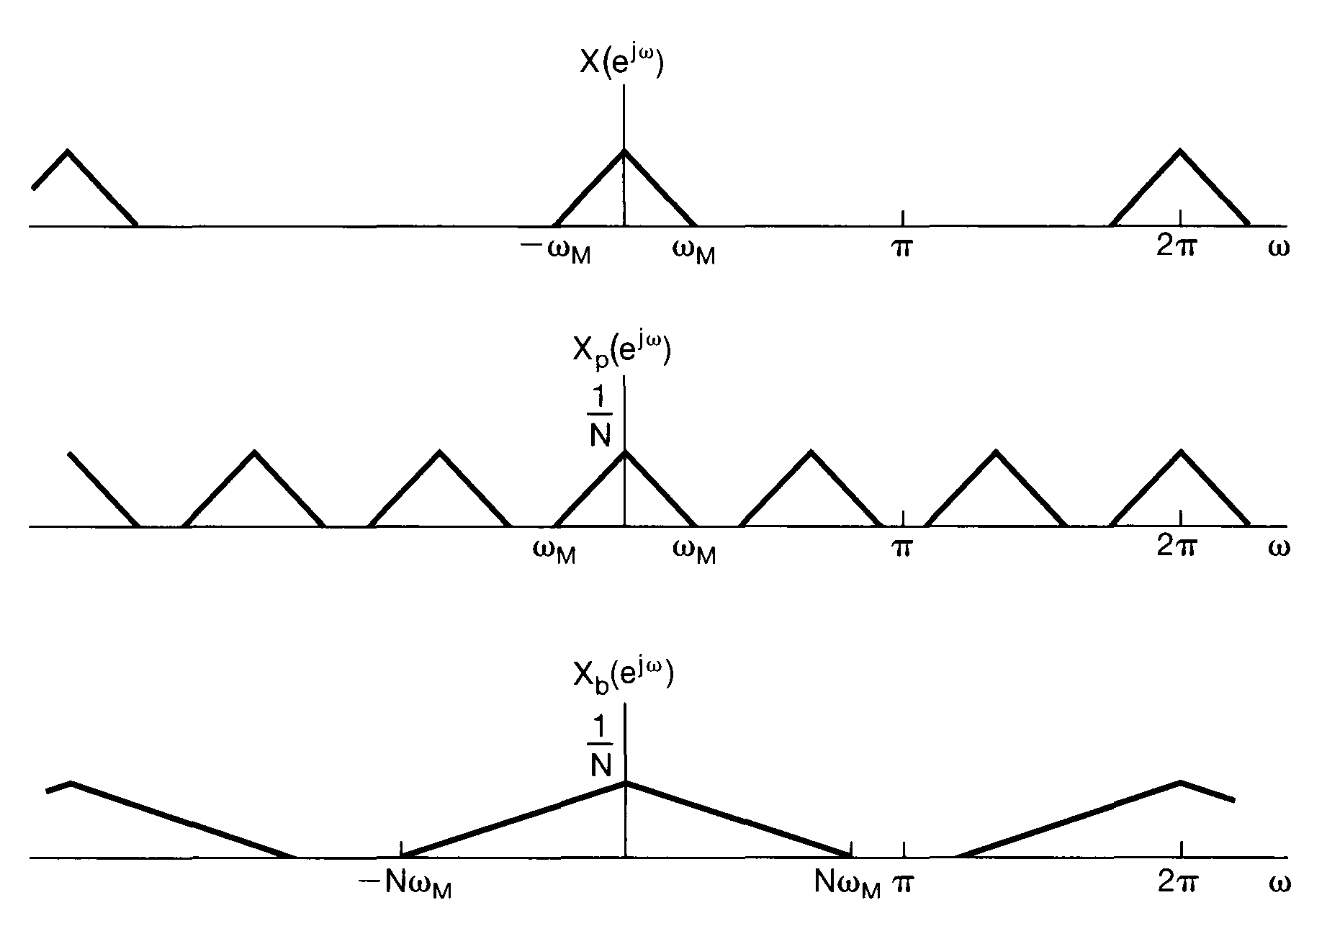 X(e^{jω})
−ω_M ω_M π 2π ω
X_p(e^{jω})
1
N
ω_M ω_M π 2π ω
X_b(e^{jω})
1
N
−Nω_M Nω_M π 2π ω